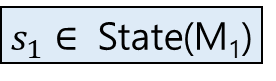 s₁ ∈ State(M₁)